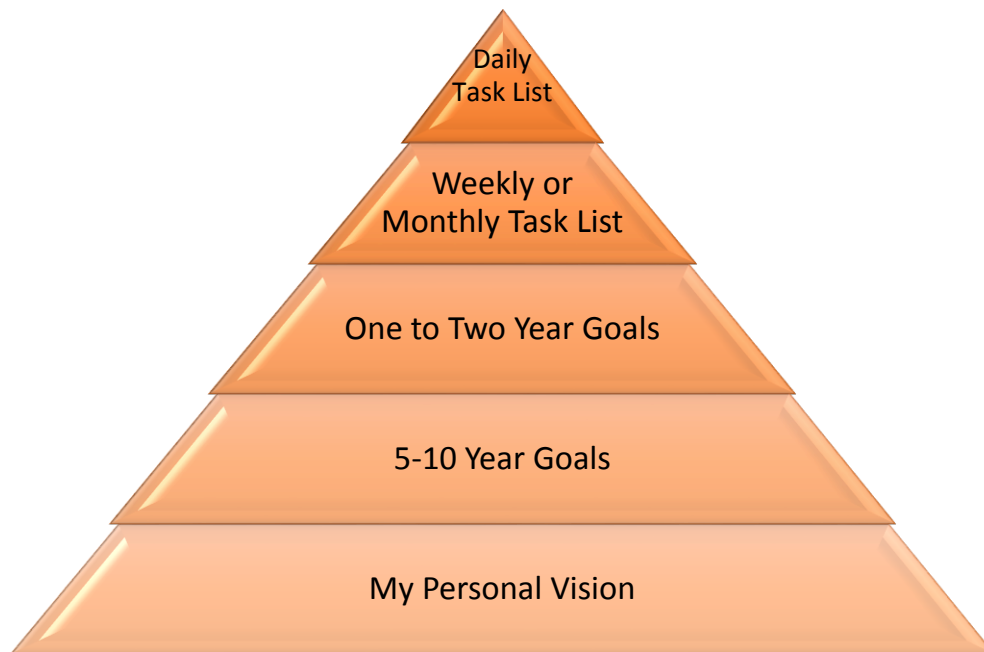 Daily
Task List
Weekly or
Monthly Task List
One to Two Year Goals
5-10 Year Goals
My Personal Vision